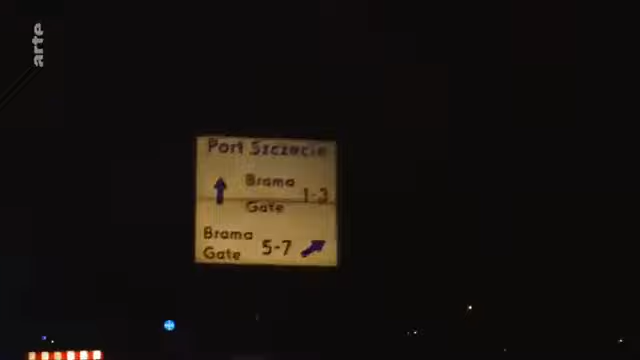 arte
Port Szczecin
Brama
1-3
Gate
Brama
5-7
Gate